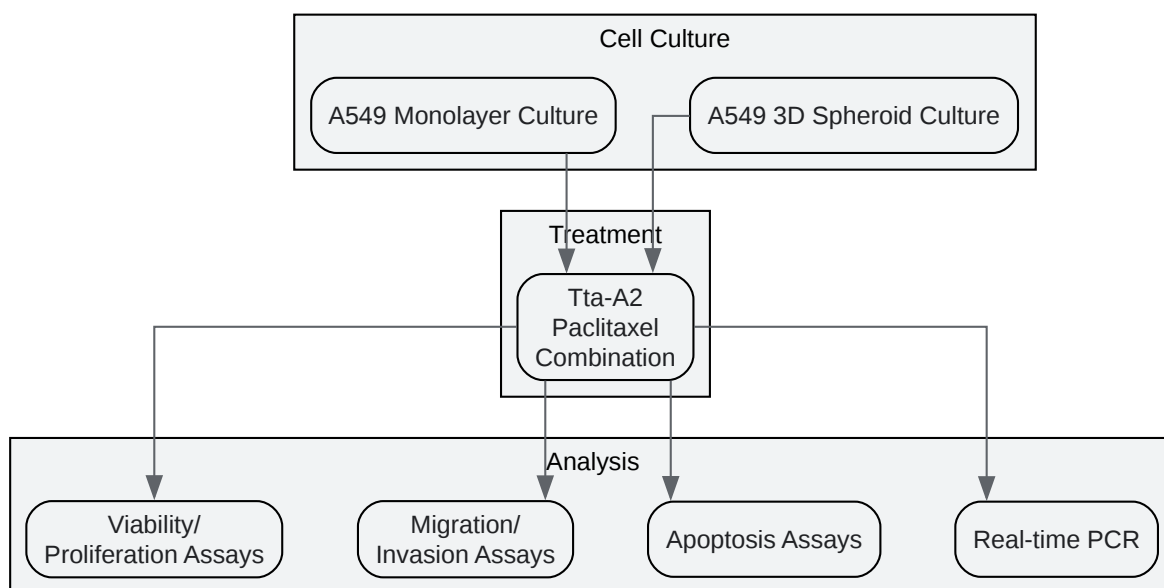 Cell Culture
A549 Monolayer Culture
A549 3D Spheroid Culture
Treatment
Tta-A2
Paclitaxel
Combination
Analysis
Viability/
Proliferation Assays
Migration/
Invasion Assays
Apoptosis Assays
Real-time PCR